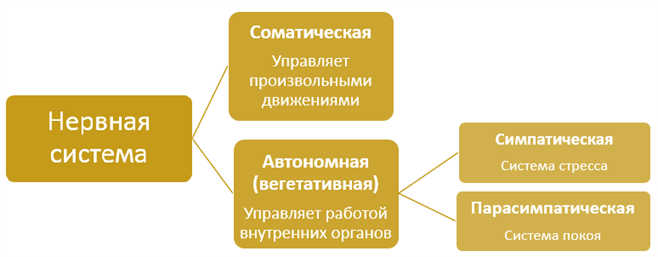 Нервная
система
Соматическая
Управляет
произвольными
движениями
Автономная
(вегетативная)
Управляет работой
внутренних органов
Симпатическая
Система стресса
Парасимпатическая
Система покоя